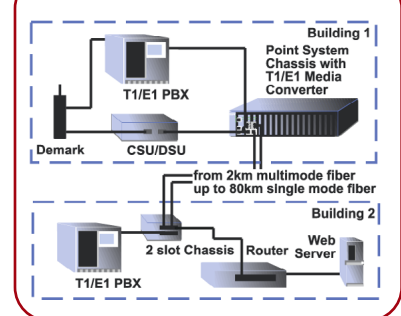 Building 1
Point System
Chassis with
T1/E1 Media
Converter
T1/E1 PBX
Demark
CSU/DSU
from 2km multimode fiber
up to 80km single mode fiber
Building 2
2 slot Chassis
Router
Web
Server
T1/E1 PBX